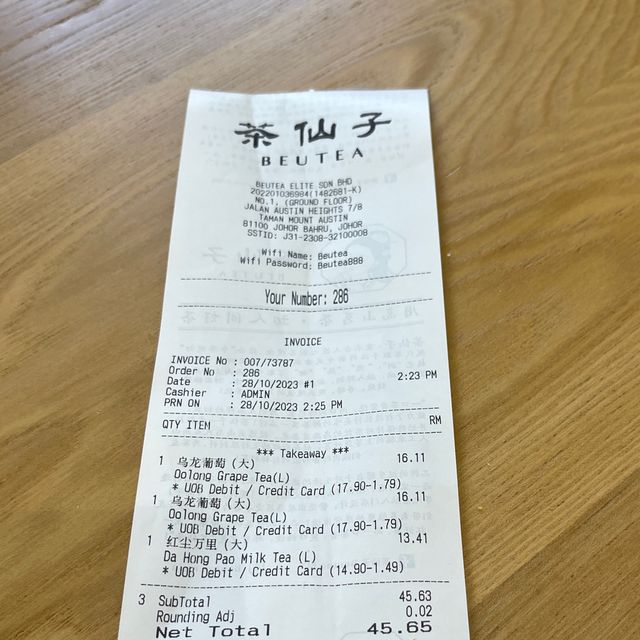 茶仙子
BEUTEA
BEUTEA ELITE SDN BHD
202201036984(1482681-K)
NO.1, (GROUND FLOOR)
JALAN AUSTIN HEIGHTS 7/8
TAMAN MOUNT AUSTIN
81100 JOHOR BAHRU, JOHOR
SSTID: J31-2308-32100008
Wifi Name: Beutea
Wifi Password: Beutea888
Your Number: 286
INVOICE
INVOICE No : 007/73787
Order No : 286
Date : 28/10/2023 #1 2:23 PM
Cashier : ADMIN
PRN ON : 28/10/2023 2:25 PM
QTY ITEM RM
*** Takeaway ***
1 乌龙葡萄(大) 16.11
Oolong Grape Tea(L)
* UOB Debit / Credit Card (17.90-1.79)
1 乌龙葡萄(大) 16.11
Oolong Grape Tea(L)
* UOB Debit / Credit Card (17.90-1.79)
1 红尘万里(大) 13.41
Da Hong Pao Milk Tea (L)
* UOB Debit / Credit Card (14.90-1.49)
3 SubTotal 45.63
Rounding Adj 0.02
Net Total 45.65